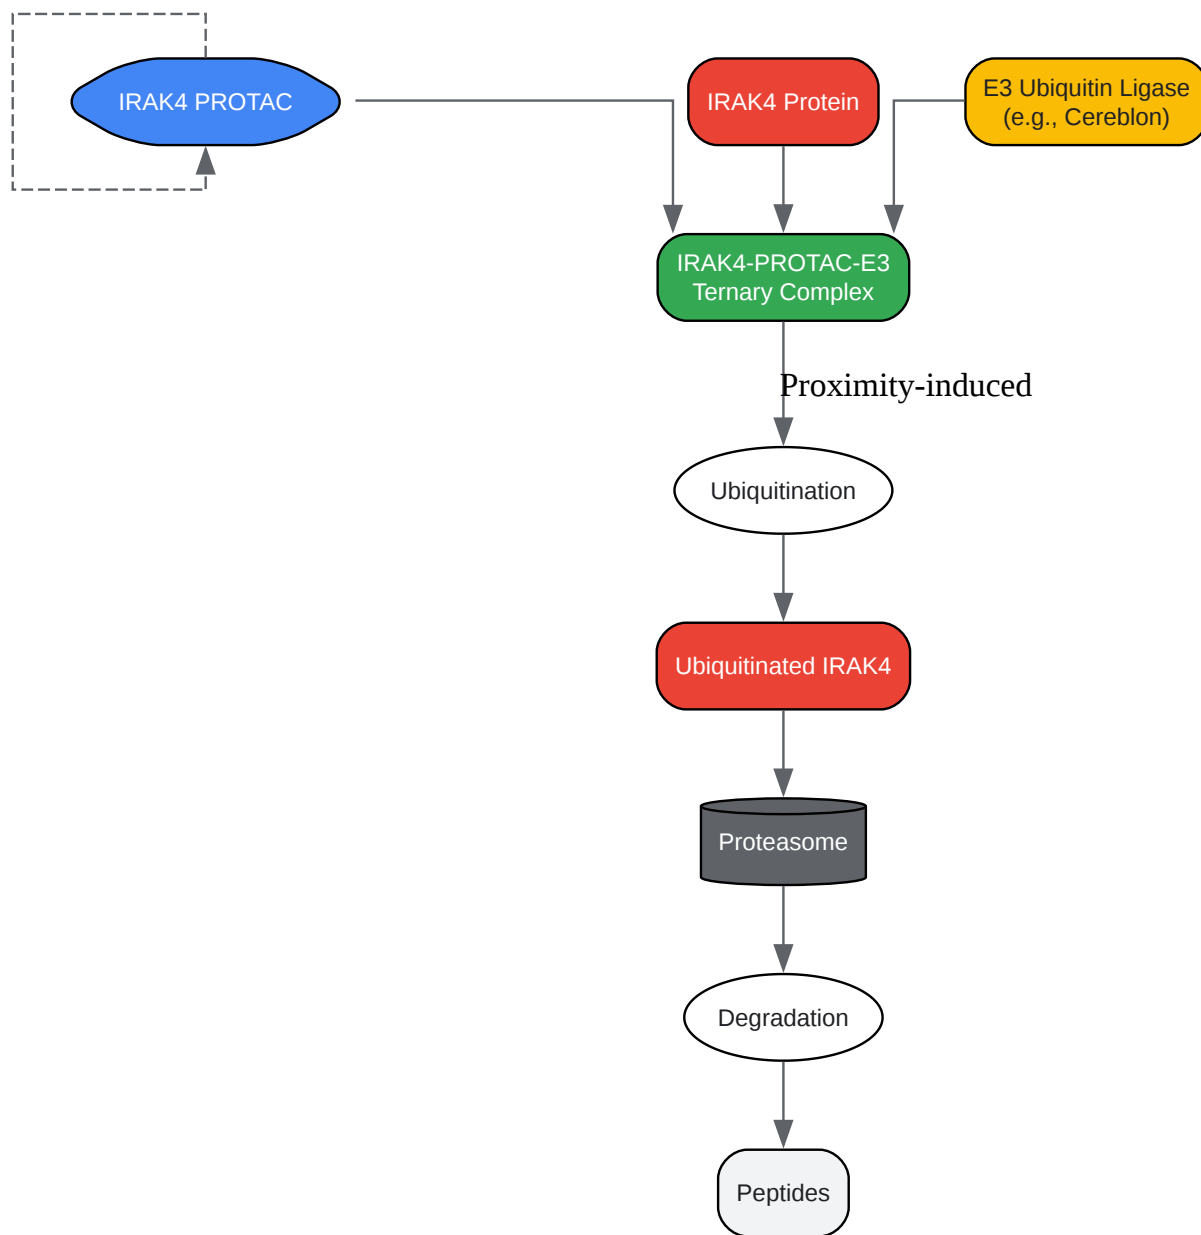 IRAK4 PROTAC
IRAK4 Protein
E3 Ubiquitin Ligase
(e.g., Cereblon)
IRAK4-PROTAC-E3
Ternary Complex
Proximity-induced
Ubiquitination
Ubiquitinated IRAK4
Proteasome
Degradation
Peptides